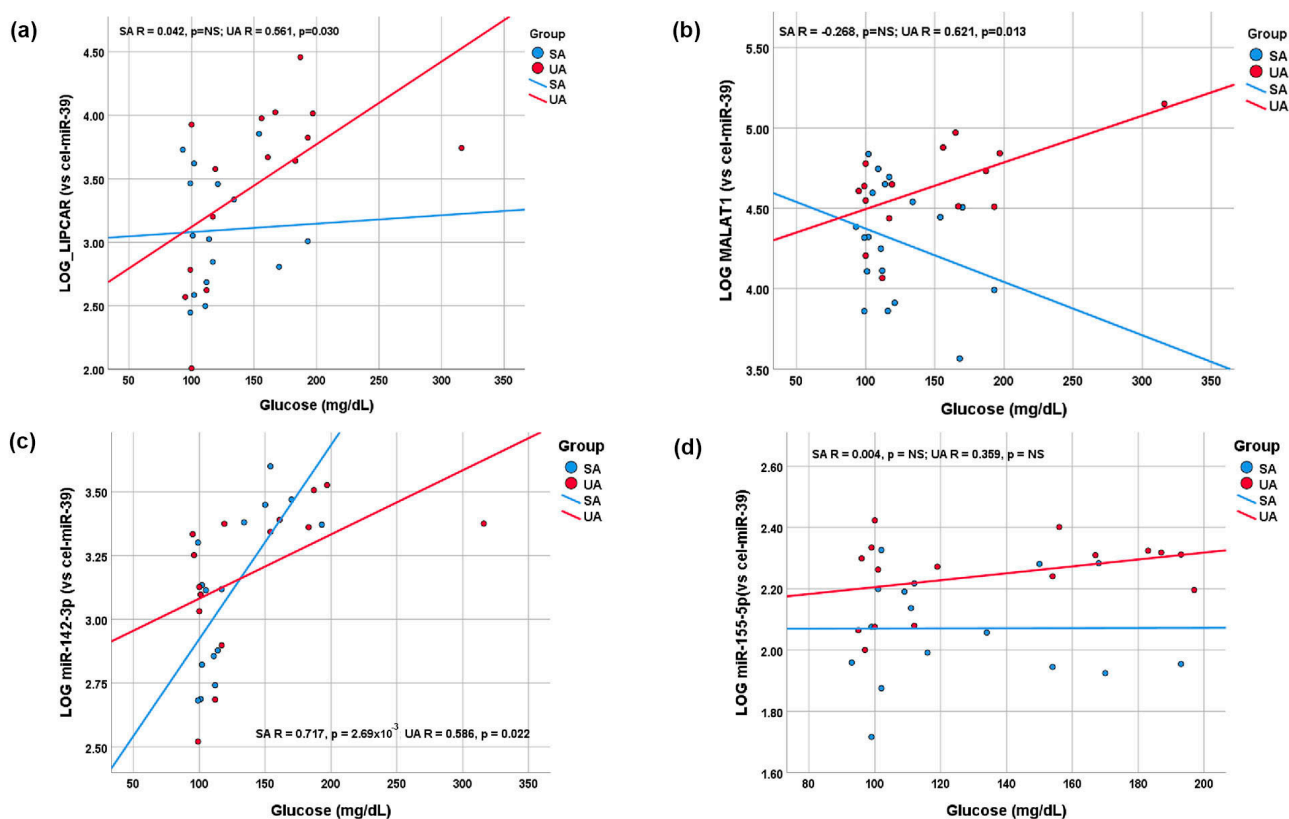 (a)
SA R = 0.042, p=NS; UA R = 0.561, p=0.030
Group
SA
UA
SA
UA
LOG_LIPCAR (vs cel-miR-39)
4.50
4.00
3.50
3.00
2.50
2.00
50 100 150 200 250 300 350
Glucose (mg/dL)
(b)
SA R = -0.268, p=NS; UA R = 0.621, p=0.013
Group
SA
UA
SA
UA
LOG MALAT1 (vs cel-miR-39)
5.50
5.00
4.50
4.00
3.50
50 100 150 200 250 300 350
Glucose (mg/dL)
(c)
Group
SA
UA
SA
UA
LOG miR-142-3p (vs cel-miR-39)
3.50
3.25
3.00
2.75
2.50
SA R = 0.717, p = 2.69x10-3 UA R = 0.586, p = 0.022
50 100 150 200 250 300 350
Glucose (mg/dL)
(d)
SA R = 0.004, p = NS; UA R = 0.359, p = NS
Group
SA
UA
SA
UA
LOG miR-155-5p(vs cel-miR-39)
2.60
2.40
2.20
2.00
1.80
1.60
80 100 120 140 160 180 200
Glucose (mg/dL)